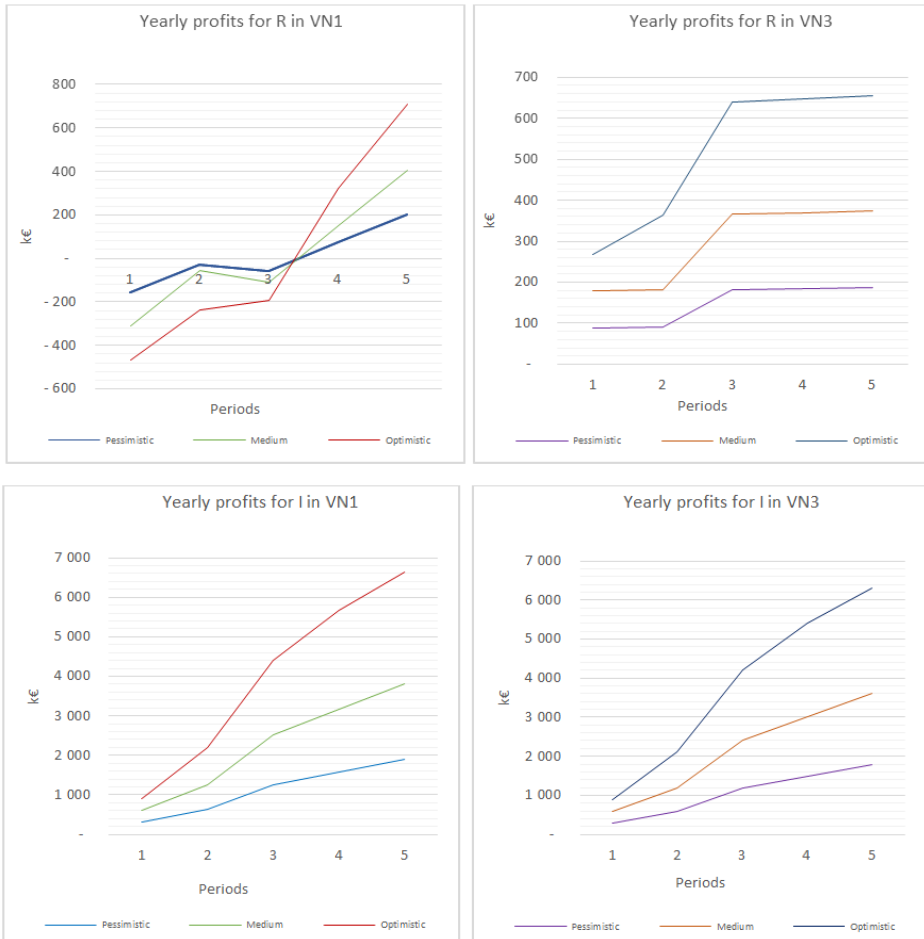 Yearly profits for R in VN1
800
600
400
200
-
- 200
- 400
- 600
k€
1 2 3 4 5
Periods
Pessimistic Medium Optimistic
Yearly profits for R in VN3
700
600
500
400
300
200
100
-
k€
1 2 3 4 5
Periods
Pessimistic Medium Optimistic
Yearly profits for I in VN1
7 000
6 000
5 000
4 000
3 000
2 000
1 000
-
k€
1 2 3 4 5
Periods
Pessimistic Medium Optimistic
Yearly profits for I in VN3
7 000
6 000
5 000
4 000
3 000
2 000
1 000
-
k€
1 2 3 4 5
Periods
Pessimistic Medium Optimistic